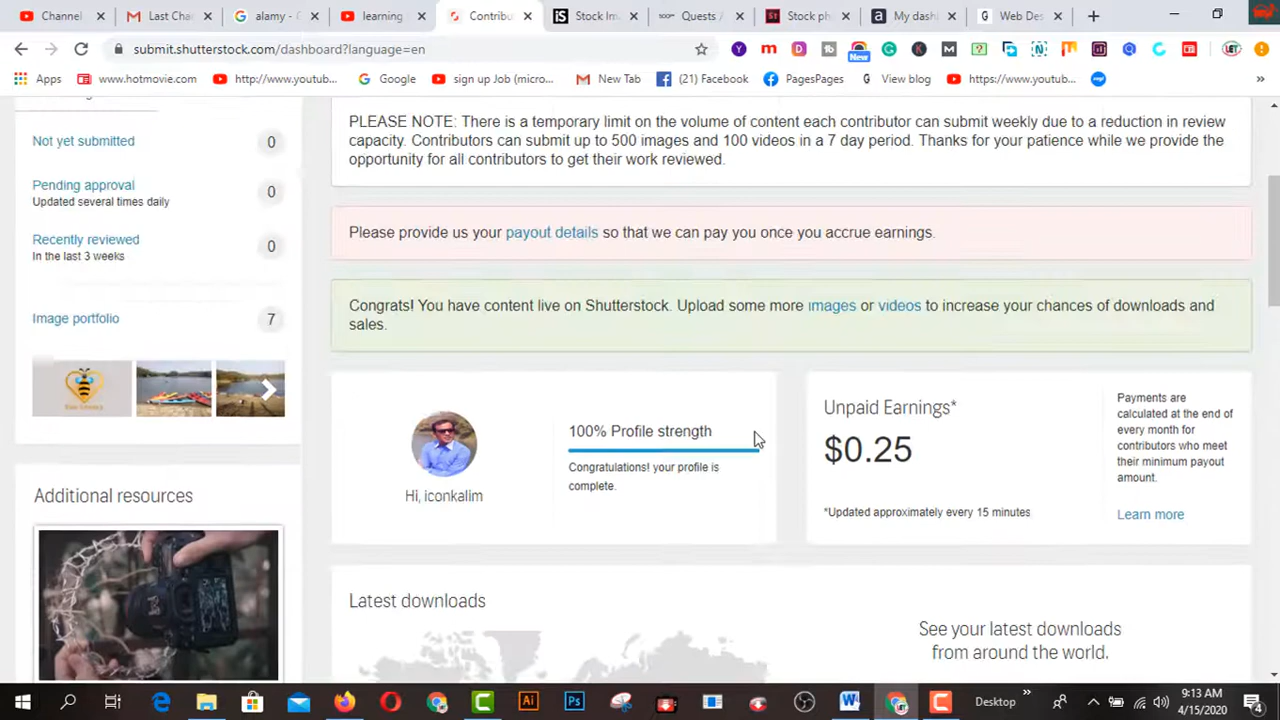 Channel
Last Cha
alamy - G
learning
Contribu
Stock Im
Quests /
Stock ph
My dash
Web Des
submit.shutterstock.com/dashboard?language=en
New
Apps
www.hotmovie.com
http://www.youtub...
Google
sign up Job (micro...
New Tab
(21) Facebook
PagesPages
View blog
https://www.youtub...
»
Not yet submitted 0
Pending approval 0
Updated several times daily
Recently reviewed 0
In the last 3 weeks
Image portfolio 7
Additional resources
PLEASE NOTE: There is a temporary limit on the volume of content each contributor can submit weekly due to a reduction in review
capacity. Contributors can submit up to 500 images and 100 videos in a 7 day period. Thanks for your patience while we provide the
opportunity for all contributors to get their work reviewed.
Please provide us your payout details so that we can pay you once you accrue earnings.
Congrats! You have content live on Shutterstock. Upload some more images or videos to increase your chances of downloads and
sales.
Hi, iconkalim
100% Profile strength
Congratulations! your profile is
complete.
Unpaid Earnings*
$0.25
*Updated approximately every 15 minutes
Payments are
calculated at the end of
every month for
contributors who meet
their minimum payout
amount.
Learn more
Latest downloads
See your latest downloads
from around the world.
Desktop
9:13 AM
4/15/2020
4